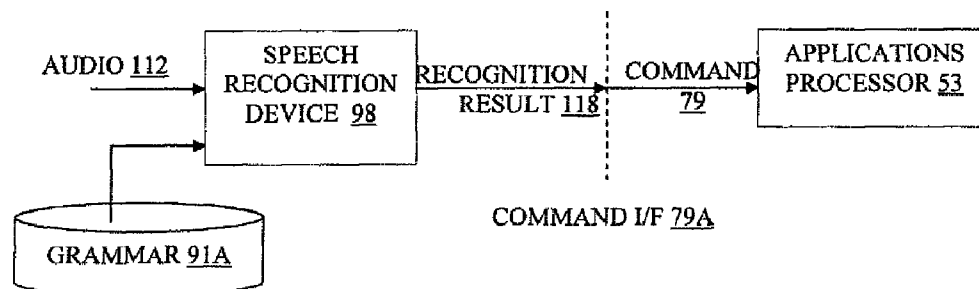 AUDIO 112
SPEECH
RECOGNITION
DEVICE 98
RECOGNITION
RESULT 118
COMMAND
79
APPLICATIONS
PROCESSOR 53
COMMAND I/F 79A
GRAMMAR 91A